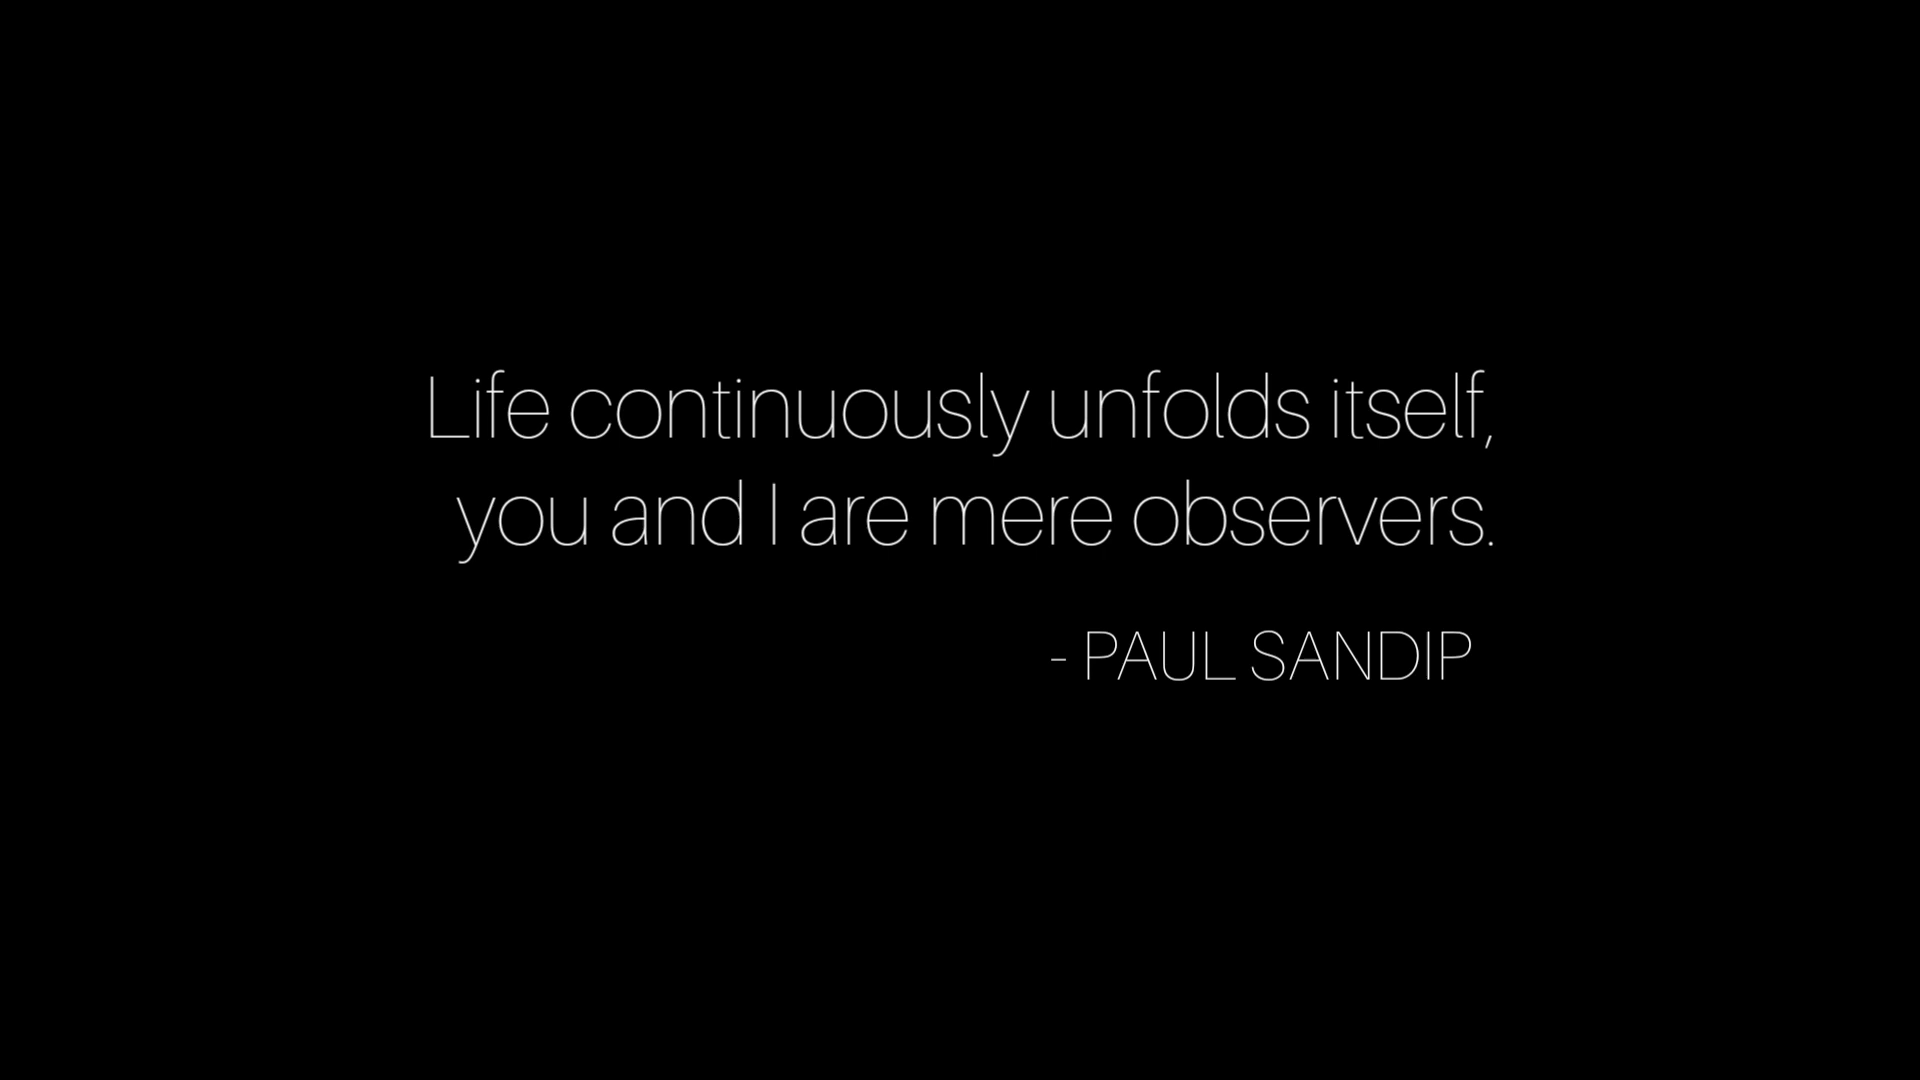 Life continuously unfolds itself,
you and I are mere observers.
- PAUL SANDIP